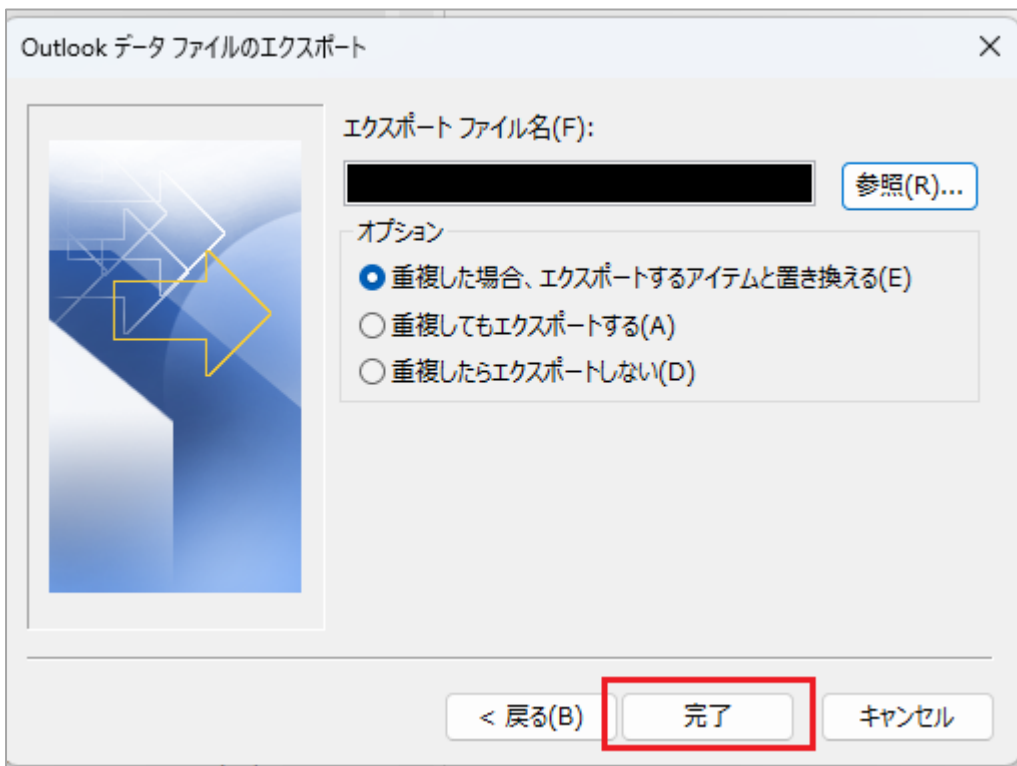 Outlook データ ファイルのエクスポート
エクスポート ファイル名(F):
参照(R)...
オプション
重複した場合、エクスポートするアイテムと置き換える(E)
重複してもエクスポートする(A)
重複したらエクスポートしない(D)
< 戻る(B)
完了
キャンセル